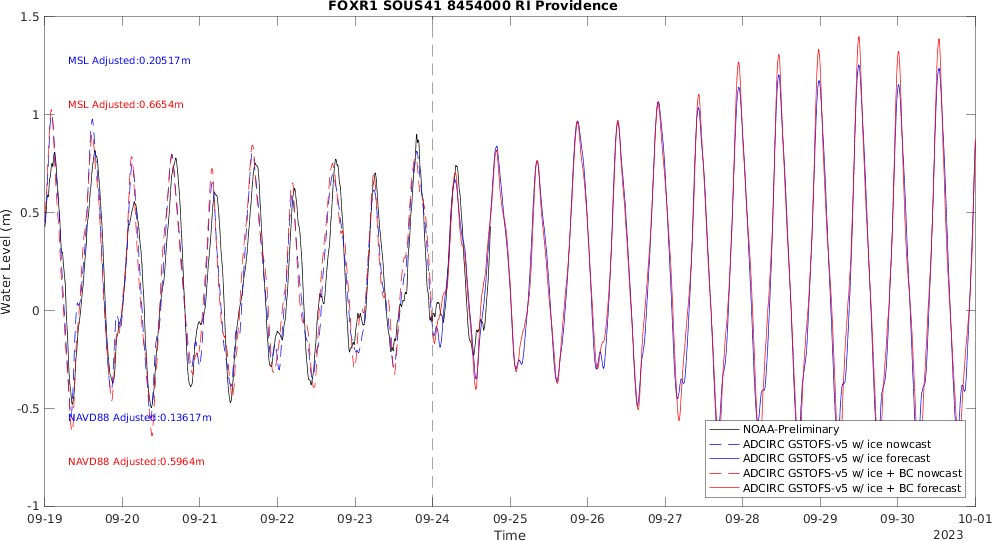 FOXR1 SOUS41 8454000 RI Providence
1.5
MSL Adjusted:0.20517m
MSL Adjusted:0.6654m
1
0.5
Water Level (m)
0
-0.5
NAVD88 Adjusted:0.13617m
NAVD88 Adjusted:0.5964m
-1
NOAA-Preliminary
ADCIRC GSTOFS-v5 w/ ice nowcast
ADCIRC GSTOFS-v5 w/ ice forecast
ADCIRC GSTOFS-v5 w/ ice + BC nowcast
ADCIRC GSTOFS-v5 w/ ice + BC forecast
09-19 09-20 09-21 09-22 09-23 09-24 09-25 09-26 09-27 09-28 09-29 09-30 10-01
Time
2023